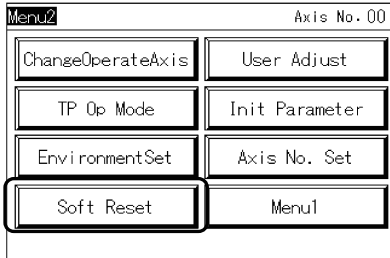 Menu2 Axis No.00
ChangeOperateAxis User Adjust
TP Op Mode Init Parameter
EnvironmentSet Axis No. Set
Soft Reset Menu1